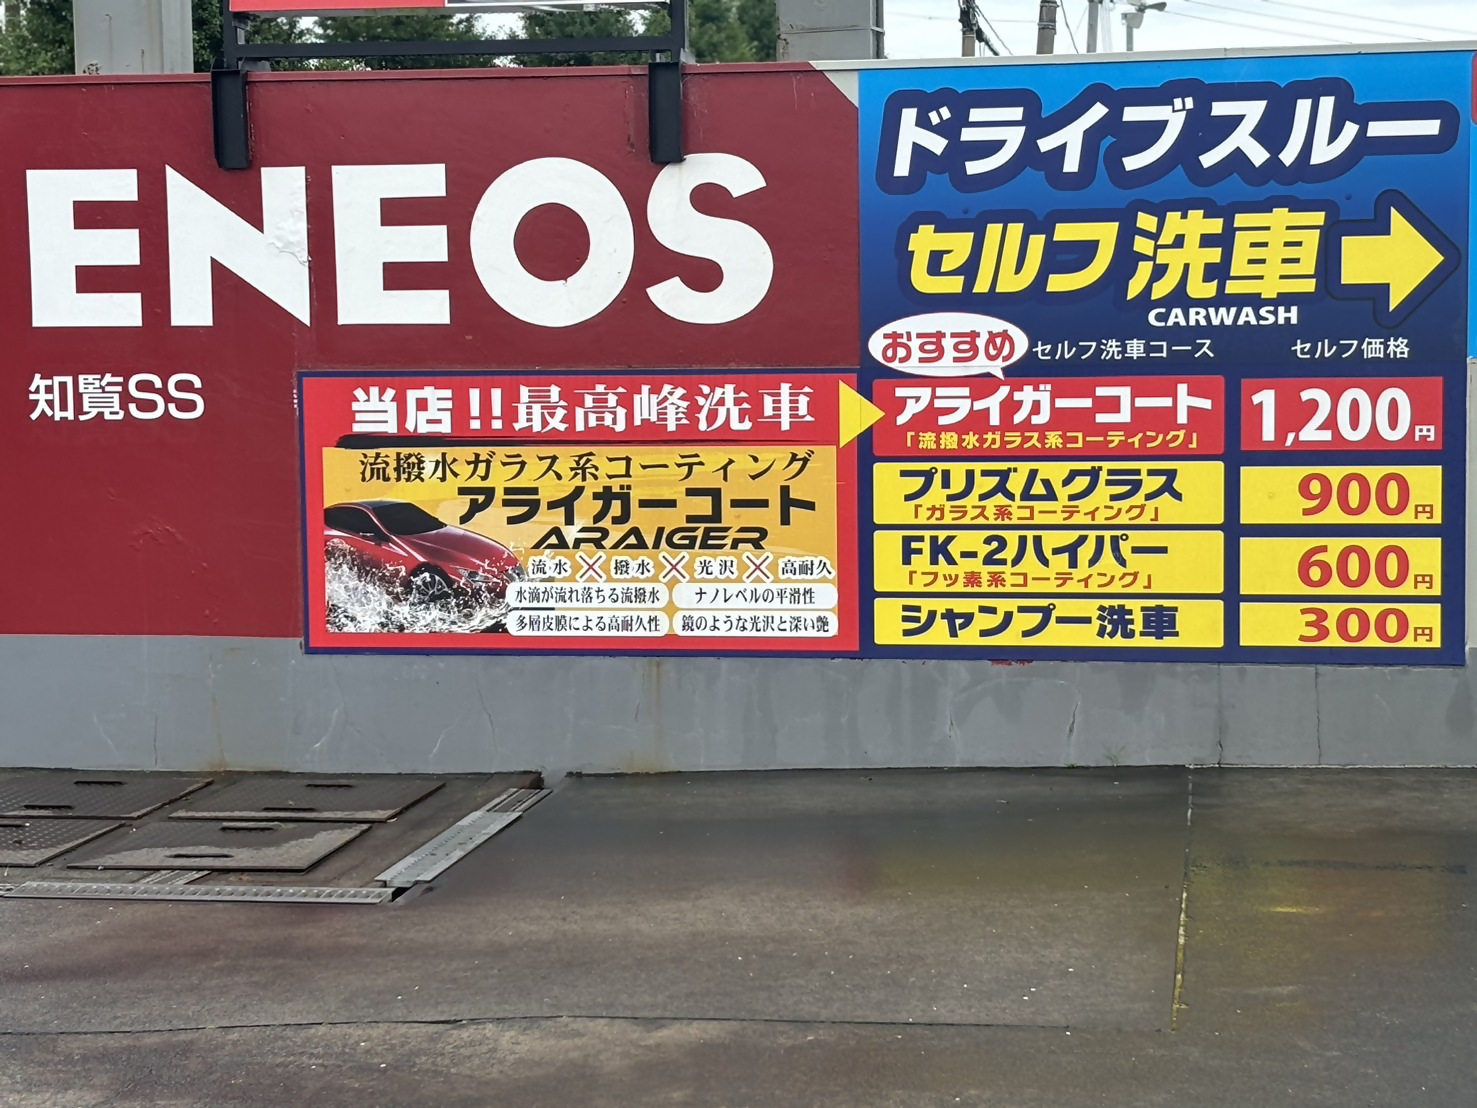 ENEOS
知覧SS
当店!!最高峰洗車
流撥水ガラス系コーティング
アライガーコート
ARAIGER
流水×撥水×光沢×高耐久
水滴が流れ落ちる流撥水 ナノレベルの平滑性
多層皮膜による高耐久性 鏡のような光沢と深い艶
ドライブスルー
セルフ洗車
CARWASH
おすすめ セルフ洗車コース セルフ価格
アライガーコート 1,200円
「流撥水ガラス系コーティング」
プリズムグラス 900円
「ガラス系コーティング」
FK-2ハイパー 600円
「フッ素系コーティング」
シャンプー洗車 300円